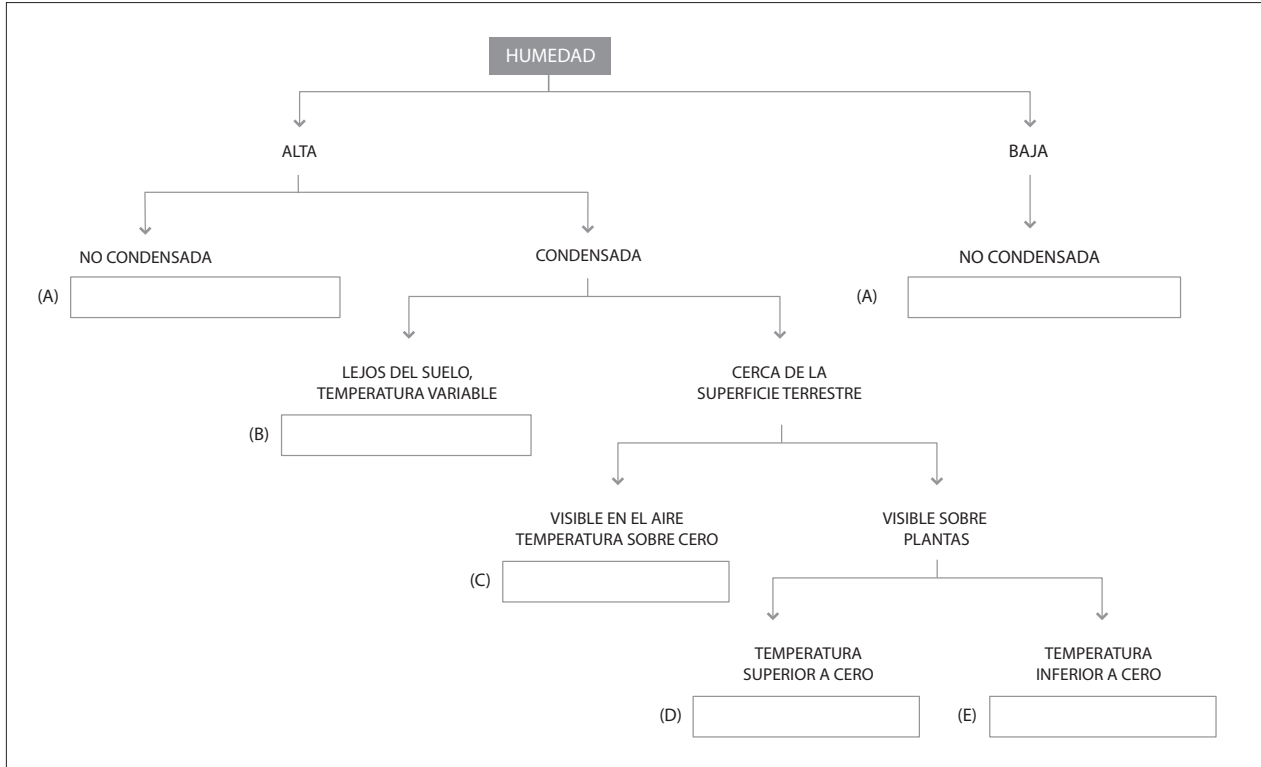 HUMEDAD
ALTA
BAJA
NO CONDENSADA
CONDENSADA
NO CONDENSADA
(A)
(A)
LEJOS DEL SUELO,
TEMPERATURA VARIABLE
CERCA DE LA
SUPERFICIE TERRESTRE
(B)
VISIBLE EN EL AIRE
TEMPERATURA SOBRE CERO
VISIBLE SOBRE
PLANTAS
(C)
TEMPERATURA
SUPERIOR A CERO
TEMPERATURA
INFERIOR A CERO
(D)
(E)